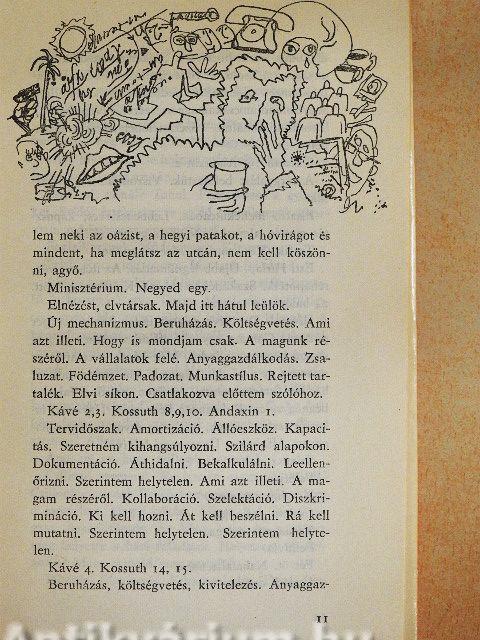 lem neki az oázist, a hegyi patakot, a hóvirágot és
mindent, ha meglátsz az utcán, nem kell köszön-
ni, agyő.
Minisztérium. Negyed egy.
Elnézést, elvtársak. Majd itt hátul leülök.
Új mechanizmus. Beruházás. Költségvetés. Ami
azt illeti. Hogy is mondjam csak. A magunk ré-
széről. A vállalatok felé. Anyaggazdálkodás. Zsa-
luzat. Födémzet. Padozat. Munkastílus. Rejtett tar-
talék. Elvi síkon. Csatlakozva előttem szólóhoz.
Kávé 2,3. Kossuth 8,9,10. Andaxin 1.
Tervidőszak. Amortizáció. Állóeszköz. Kapaci-
tás. Szeretném kihangsúlyozni. Szilárd alapokon.
Dokumentáció. Áthidalni. Bekalkulálni. Leellen-
őrizni. Szerintem helytelen. Ami azt illeti. A ma-
gam részéről. Kollaboráció. Szelektáció. Diszkri-
mináció. Ki kell hozni. Át kell beszélni. Rá kell
mutatni. Szerintem helytelen. Szerintem helyte-
len.
Kávé 4. Kossuth 14, 15.
Beruházás, költségvetés, kivitelezés. Anyaggaz-
11
Antikvárium.hu